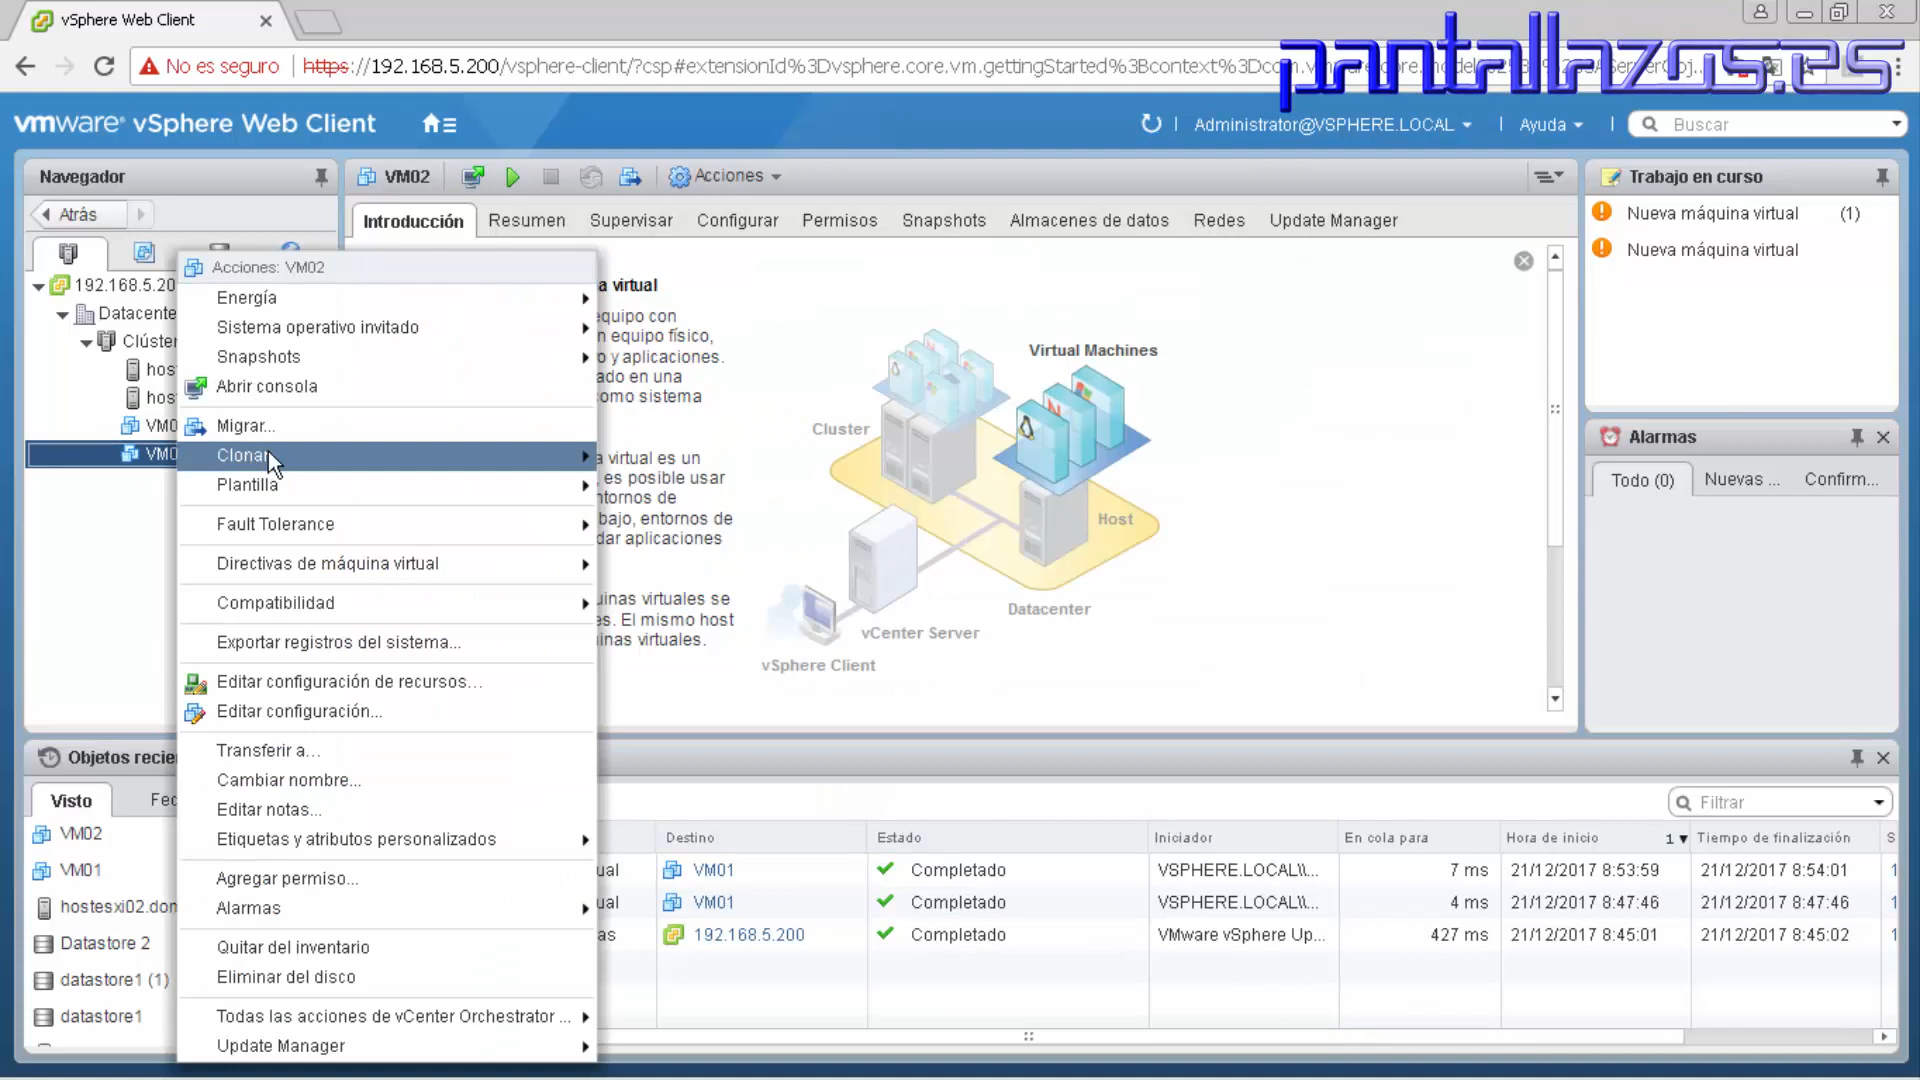 vSphere Web Client
pantallazos.es
No es seguro
https://192.168.5.200/vsphere-client/?csp#extensionId%3Dvsphere.core.vm.gettingStarted%3Bcontext%3Dco
vmware® vSphere Web Client
Administrator@VSPHERE.LOCAL
Ayuda
Buscar
Navegador
Atrás
192.168.5.20
Datacente
Clúster
hos
hos
VM0
VM0
VM02
Acciones
Introducción
Resumen
Supervisar
Configurar
Permisos
Snapshots
Almacenes de datos
Redes
Update Manager
Acciones: VM02
Energía
Sistema operativo invitado
Snapshots
Abrir consola
Migrar...
Clonar
Plantilla
Fault Tolerance
Directivas de máquina virtual
Compatibilidad
Exportar registros del sistema...
Editar configuración de recursos...
Editar configuración...
Transferir a...
Cambiar nombre...
Editar notas...
Etiquetas y atributos personalizados
Agregar permiso...
Alarmas
Quitar del inventario
Eliminar del disco
Todas las acciones de vCenter Orchestrator ...
Update Manager
a virtual
equipo con
n equipo físico,
o y aplicaciones.
ado en una
omo sistema
a virtual es un
, es posible usar
ntornos de
bajo, entornos de
dar aplicaciones
uinas virtuales se
es. El mismo host
uinas virtuales.
Virtual Machines
Cluster
Host
Datacenter
vCenter Server
vSphere Client
Trabajo en curso
Nueva máquina virtual (1)
Nueva máquina virtual
Alarmas
Todo (0)
Nuevas ...
Confirm...
Objetos recie
Visto
Fec
VM02
VM01
hostesxi02.dom
Datastore 2
datastore1 (1)
datastore1
Filtrar
Destino Estado Iniciador En cola para Hora de inicio 1 Tiempo de finalización S
ual VM01 Completado VSPHERE.LOCAL\\... 7 ms 21/12/2017 8:53:59 21/12/2017 8:54:01 1
ual VM01 Completado VSPHERE.LOCAL\\... 4 ms 21/12/2017 8:47:46 21/12/2017 8:47:46 1
as 192.168.5.200 Completado VMware vSphere Up... 427 ms 21/12/2017 8:45:01 21/12/2017 8:45:02 1